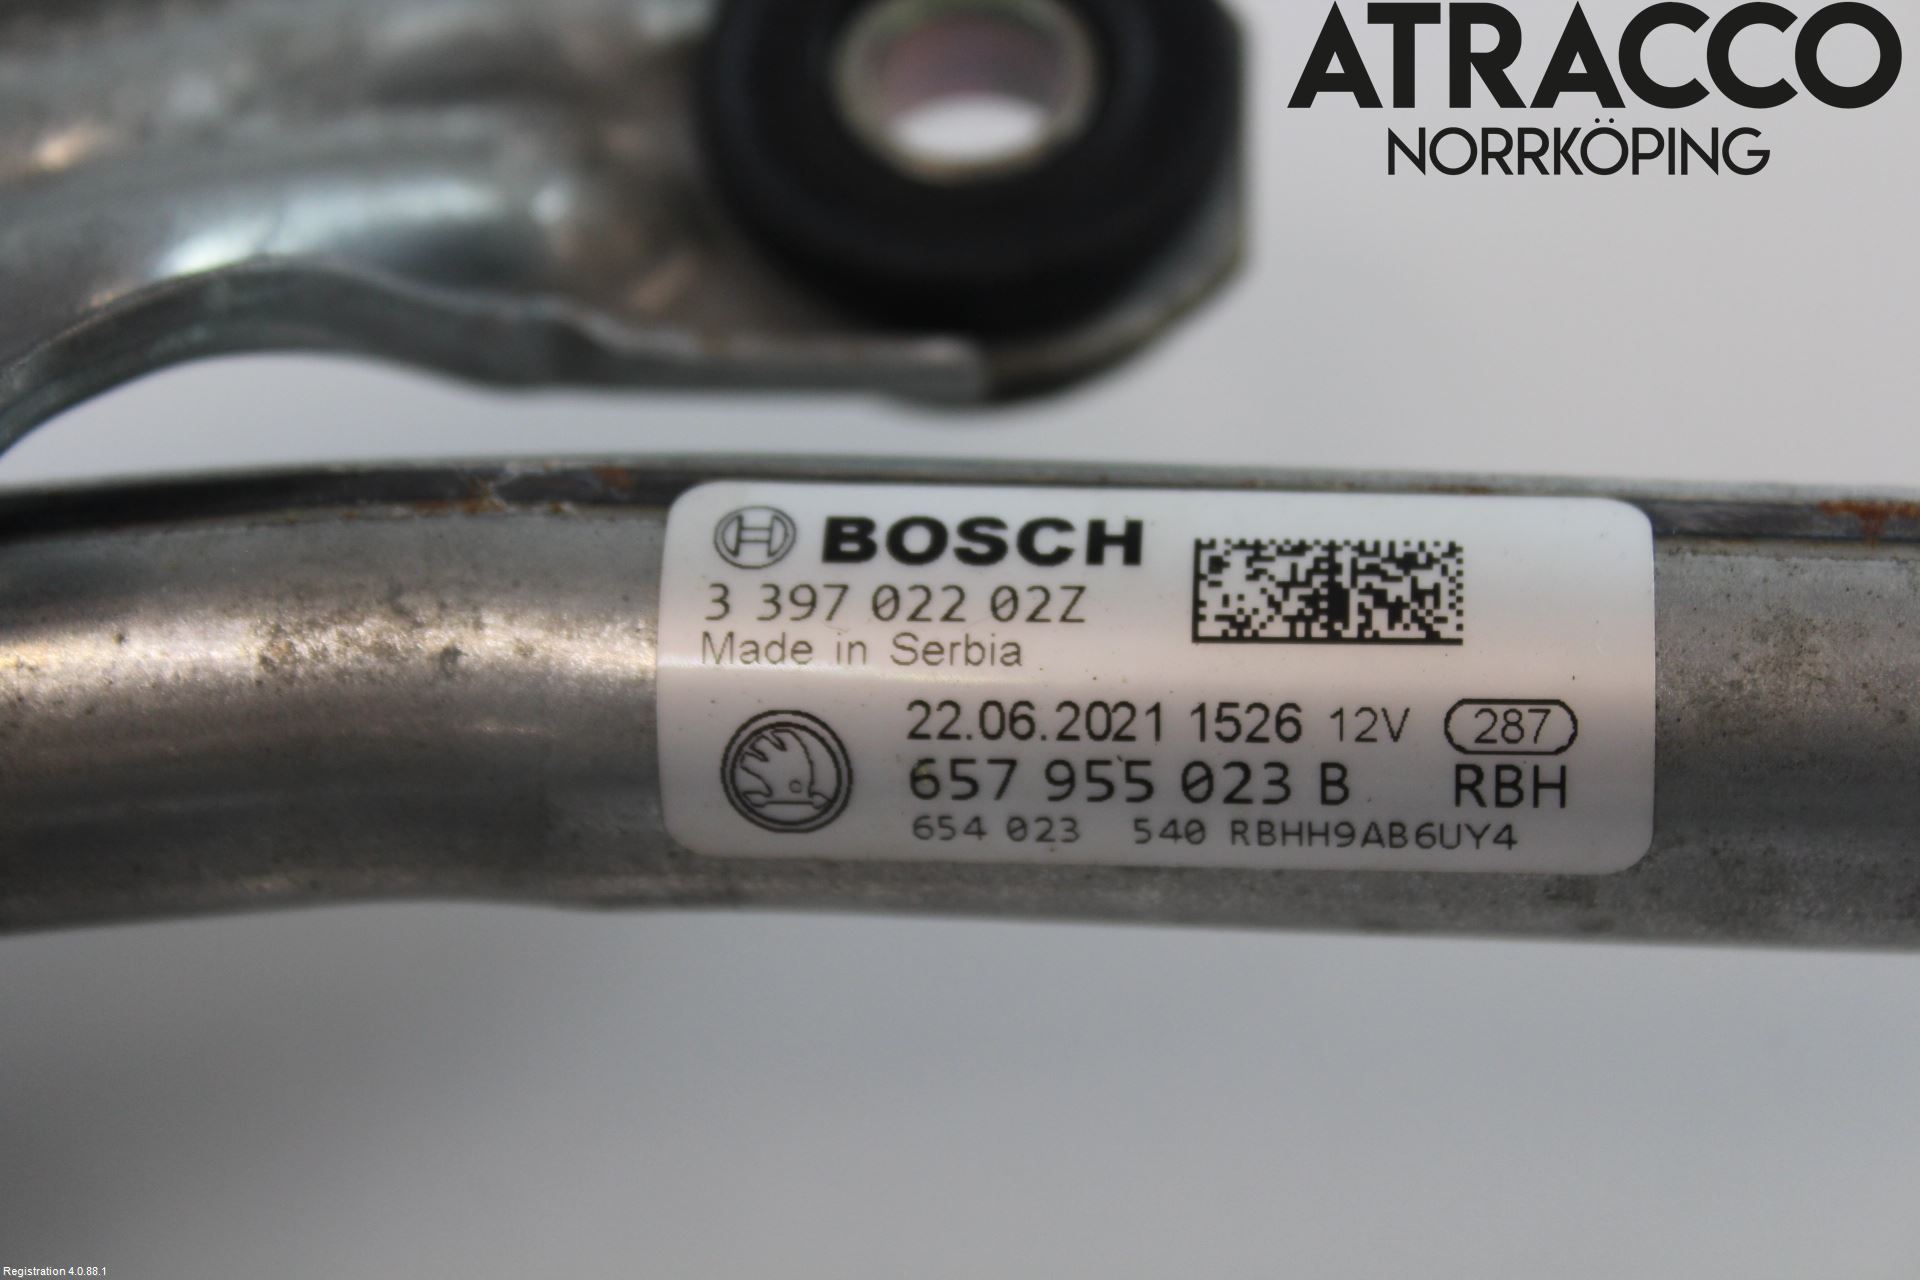 ATRACCO
NORRKÖPING
BOSCH
3 397 022 02Z
Made in Serbia
22.06.2021 1526 12V 287
657 955 023 B RBH
654 023 540 RBHH9AB6UY4
Registration 4.0.88.1